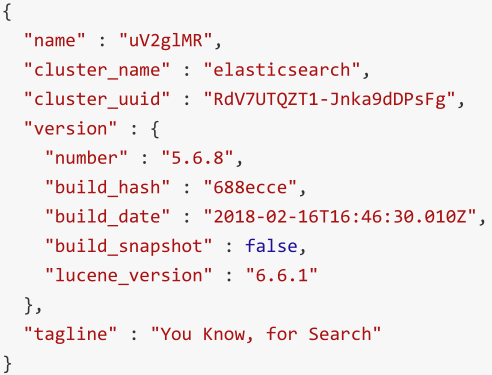 {
  "name" : "uV2glMR",
  "cluster_name" : "elasticsearch",
  "cluster_uuid" : "RdV7UTQZT1-Jnka9dDPsFg",
  "version" : {
    "number" : "5.6.8",
    "build_hash" : "688ecce",
    "build_date" : "2018-02-16T16:46:30.010Z",
    "build_snapshot" : false,
    "lucene_version" : "6.6.1"
  },
  "tagline" : "You Know, for Search"
}